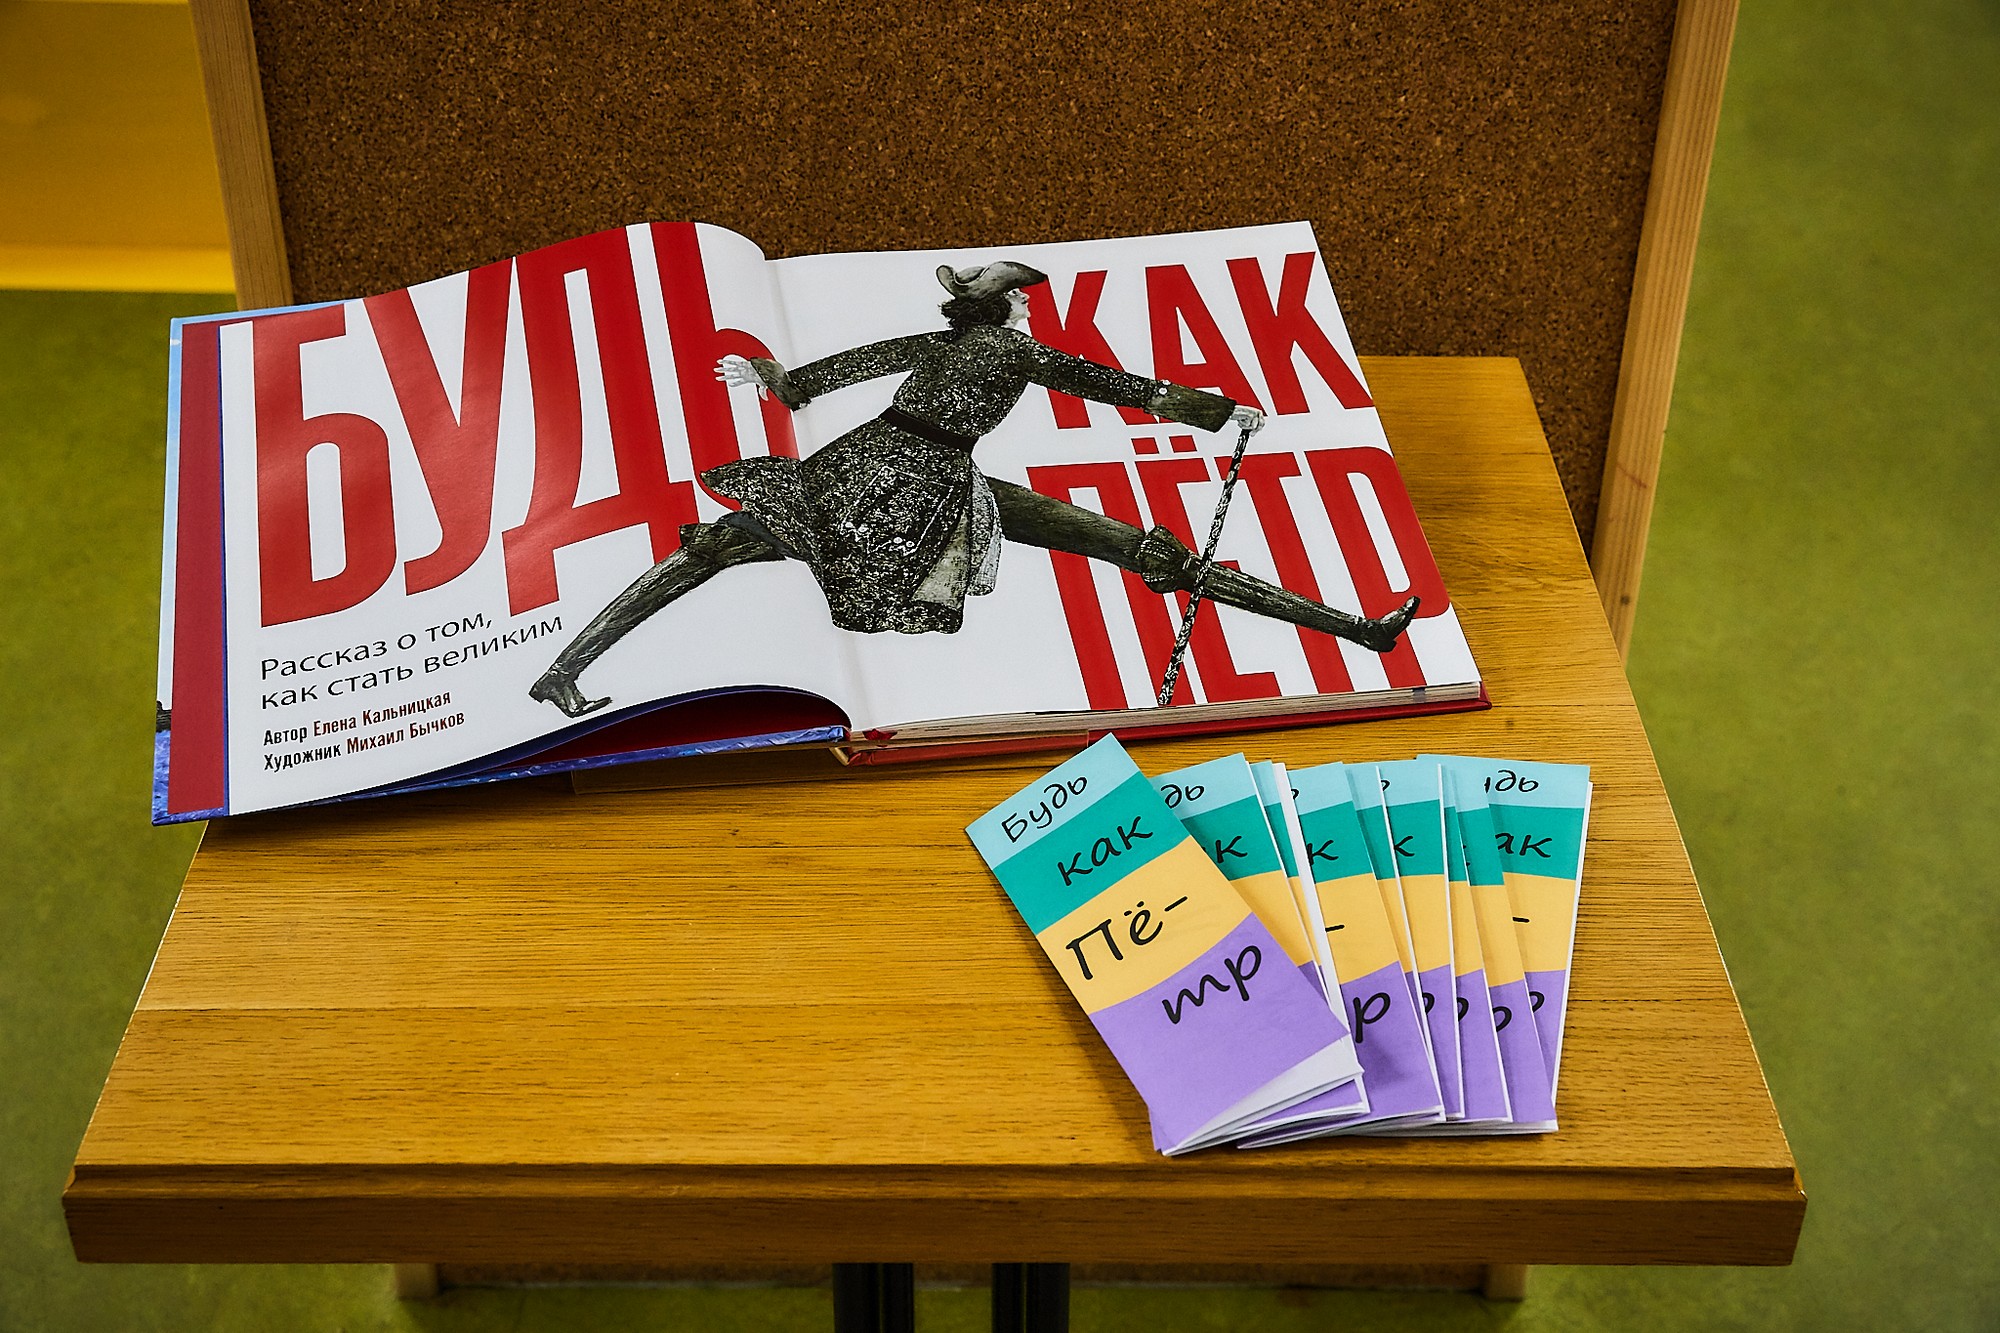 БУДЬ
КАК
ПЁТР
Рассказ о том,
как стать великим
Автор Елена Кальницкая
Художник Михаил Бычков
Будь
как
Пё-
тр